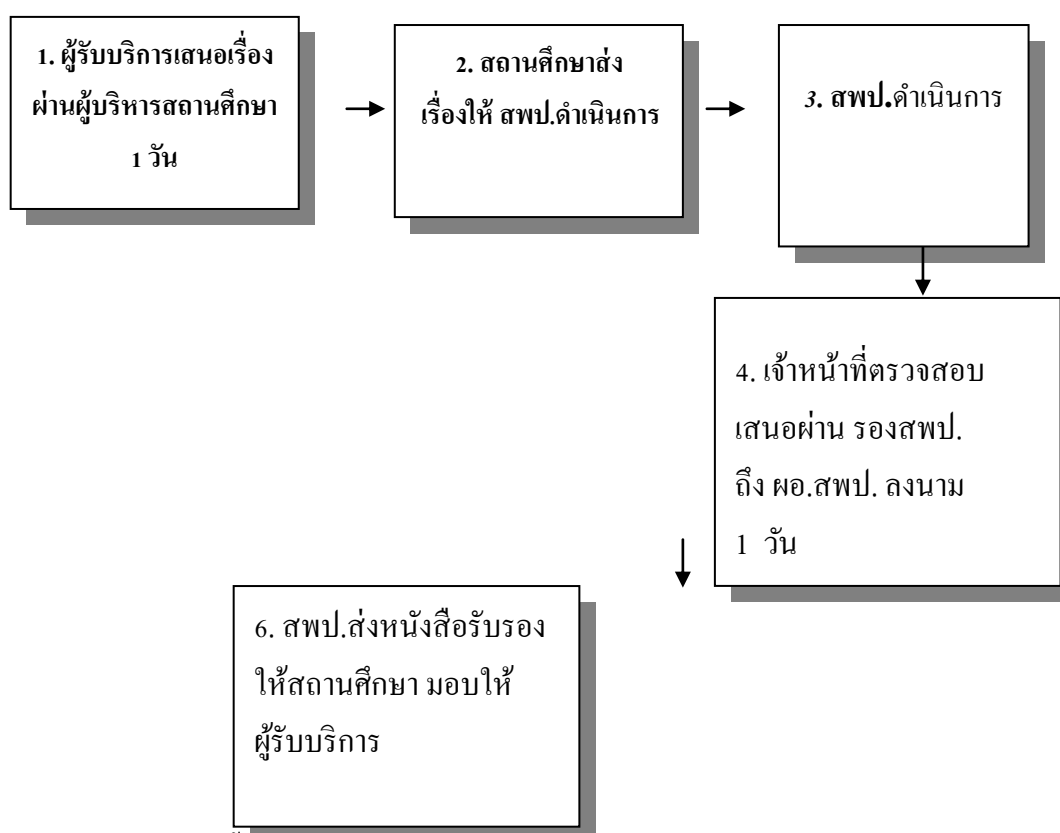 1. ผู้รับบริการเสนอเรื่อง
ผ่านผู้บริหารสถานศึกษา
1 วัน
2. สถานศึกษาส่ง
เรื่องให้ สพป.ดำเนินการ
3. สพป.ดำเนินการ
4. เจ้าหน้าที่ตรวจสอบ
เสนอผ่าน รองสพป.
ถึง ผอ.สพป. ลงนาม
1 วัน
6. สพป.ส่งหนังสือรับรอง
ให้สถานศึกษา มอบให้
ผู้รับบริการ